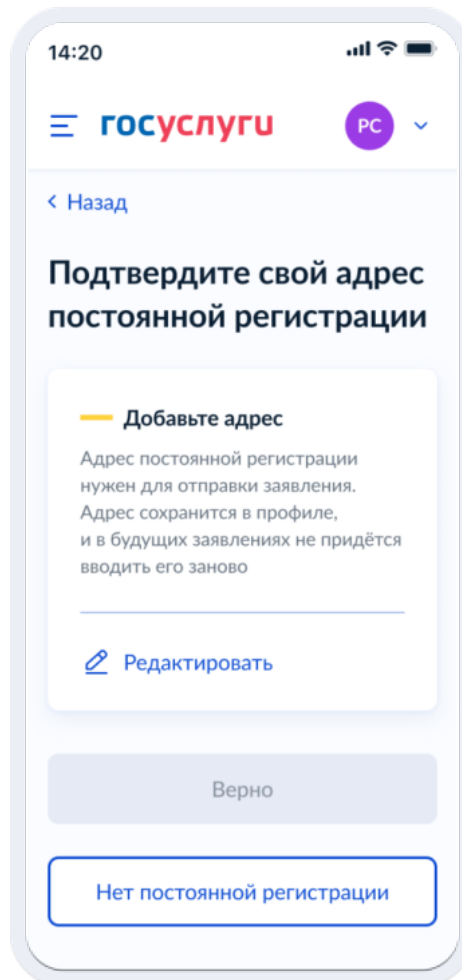 14:20
госуслуги
РС
Назад
Подтвердите свой адрес
постоянной регистрации
Добавьте адрес
Адрес постоянной регистрации
нужен для отправки заявления.
Адрес сохранится в профиле,
и в будущих заявлениях не придётся
вводить его заново
Редактировать
Верно
Нет постоянной регистрации